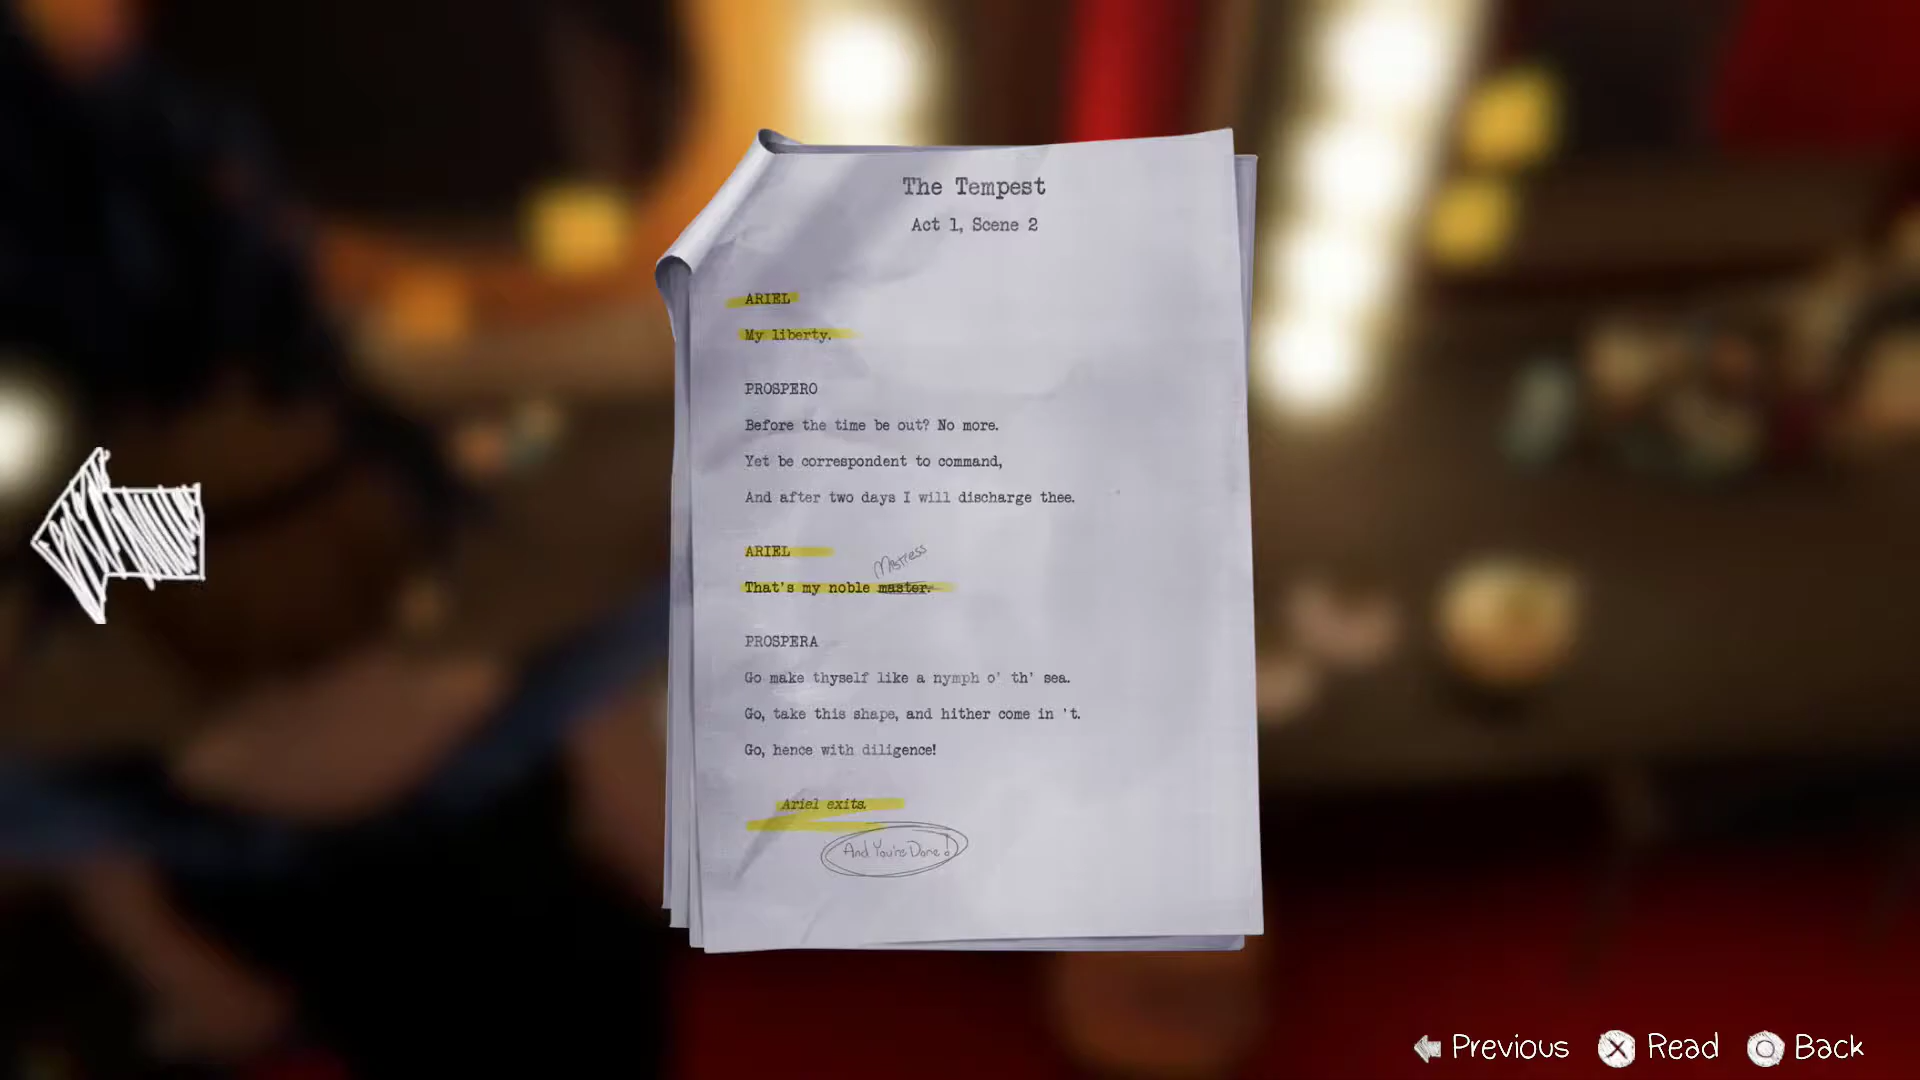 The Tempest
Act 1, Scene 2
ARIEL
My liberty.
PROSPERO
Before the time be out? No more.
Yet be correspondent to command,
And after two days I will discharge thee.
ARIEL
Mistress
That's my noble master.
PROSPERA
Go make thyself like a nymph o' th' sea.
Go, take this shape, and hither come in 't.
Go, hence with diligence!
Ariel exits.
And You're Done!
Previous Read Back